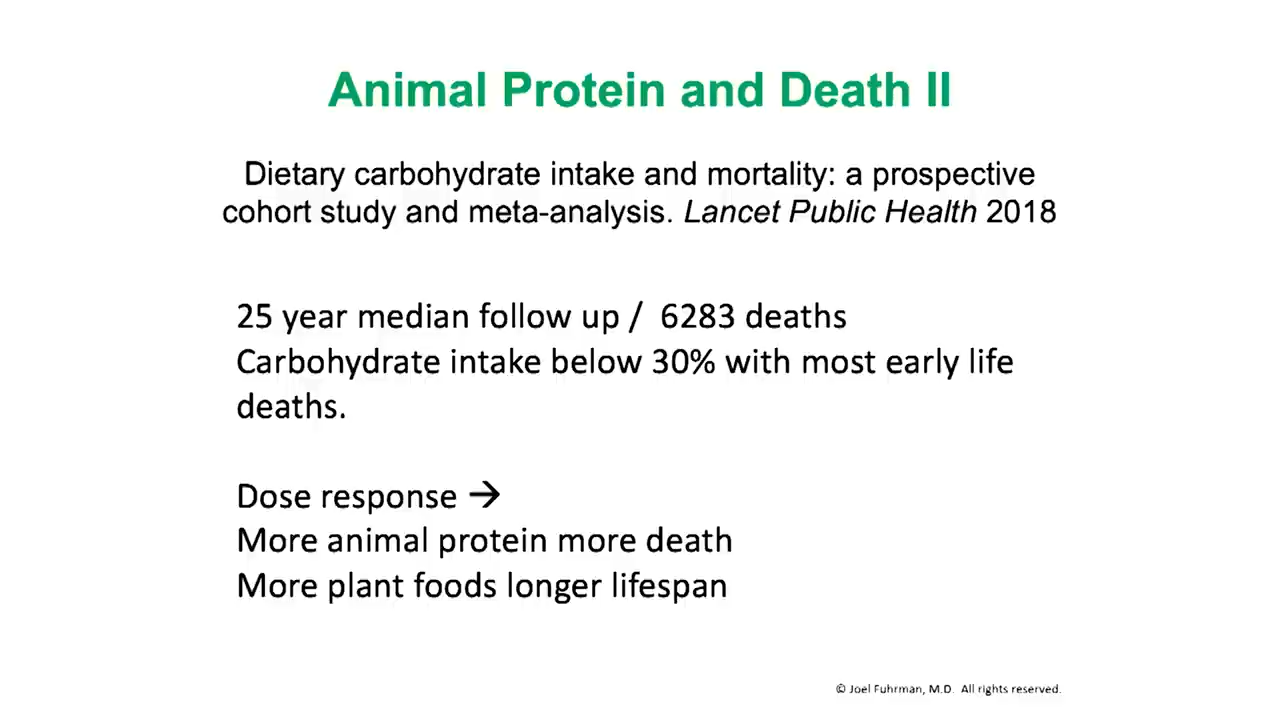 Animal Protein and Death II
Dietary carbohydrate intake and mortality: a prospective
cohort study and meta-analysis. Lancet Public Health 2018
25 year median follow up /  6283 deaths
Carbohydrate intake below 30% with most early life
deaths.
Dose response →
More animal protein more death
More plant foods longer lifespan
© Joel Fuhrman, M.D.  All rights reserved.